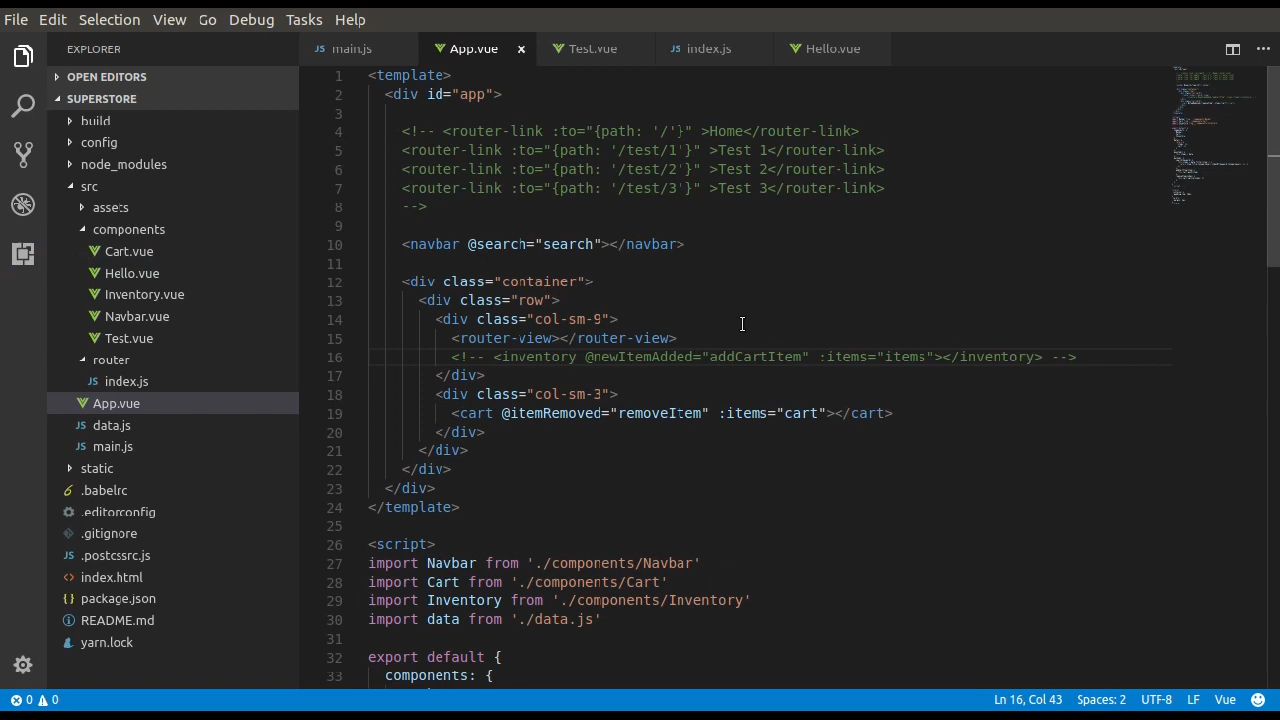 File Edit Selection View Go Debug Tasks Help
EXPLORER
OPEN EDITORS
SUPERSTORE
build
config
node_modules
src
assets
components
Cart.vue
Hello.vue
Inventory.vue
Navbar.vue
Test.vue
router
index.js
App.vue
JS data.js
JS main.js
static
.babelrc
.editorconfig
.gitignore
JS .postcssrc.js
index.html
package.json
README.md
yarn.lock
JS main.js App.vue x Test.vue JS index.js Hello.vue
1 <template>
2 <div id="app">
3
4 <!-- <router-link :to="{path: '/'}" >Home</router-link>
5 <router-link :to="{path: '/test/1'}" >Test 1</router-link>
6 <router-link :to="{path: '/test/2'}" >Test 2</router-link>
7 <router-link :to="{path: '/test/3'}" >Test 3</router-link>
8 -->
9
10 <navbar @search="search"></navbar>
11
12 <div class="container">
13 <div class="row">
14 <div class="col-sm-9">
15 <router-view></router-view>
16 <!-- <inventory @newItemAdded="addCartItem" :items="items"></inventory> -->
17 </div>
18 <div class="col-sm-3">
19 <cart @itemRemoved="removeItem" :items="cart"></cart>
20 </div>
21 </div>
22 </div>
23 </div>
24 </template>
25
26 <script>
27 import Navbar from './components/Navbar'
28 import Cart from './components/Cart'
29 import Inventory from './components/Inventory'
30 import data from './data.js'
31
32 export default {
33 components: {
0 0 Ln 16, Col 43 Spaces: 2 UTF-8 LF Vue